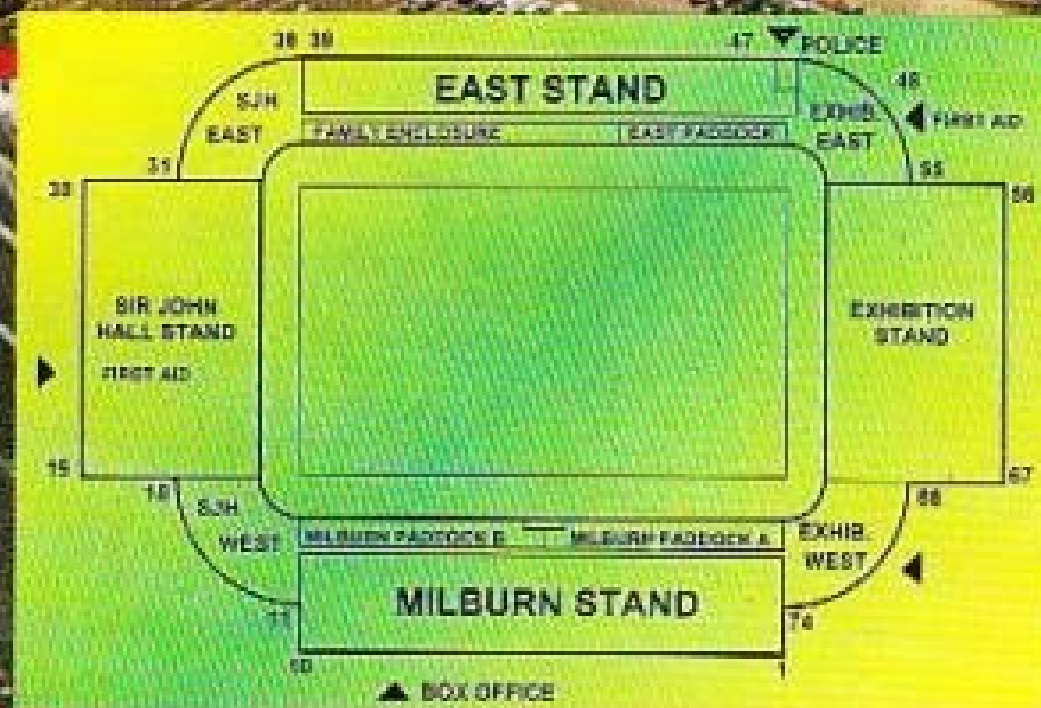 38 39
47
POLICE
EAST STAND
SJH
EAST
48
EXHIB.
EAST
FIRST AID
FAMILY ENCLOSURE
EAST PADDOCK
31
55
56
SIR JOHN
HALL STAND
FIRST AID
EXHIBITION
STAND
15
67
68
SJH
WEST
MILBURN PADDOCK B
MILBURN PADDOCK A
EXHIB.
WEST
MILBURN STAND
11
74
10
1
BOX OFFICE